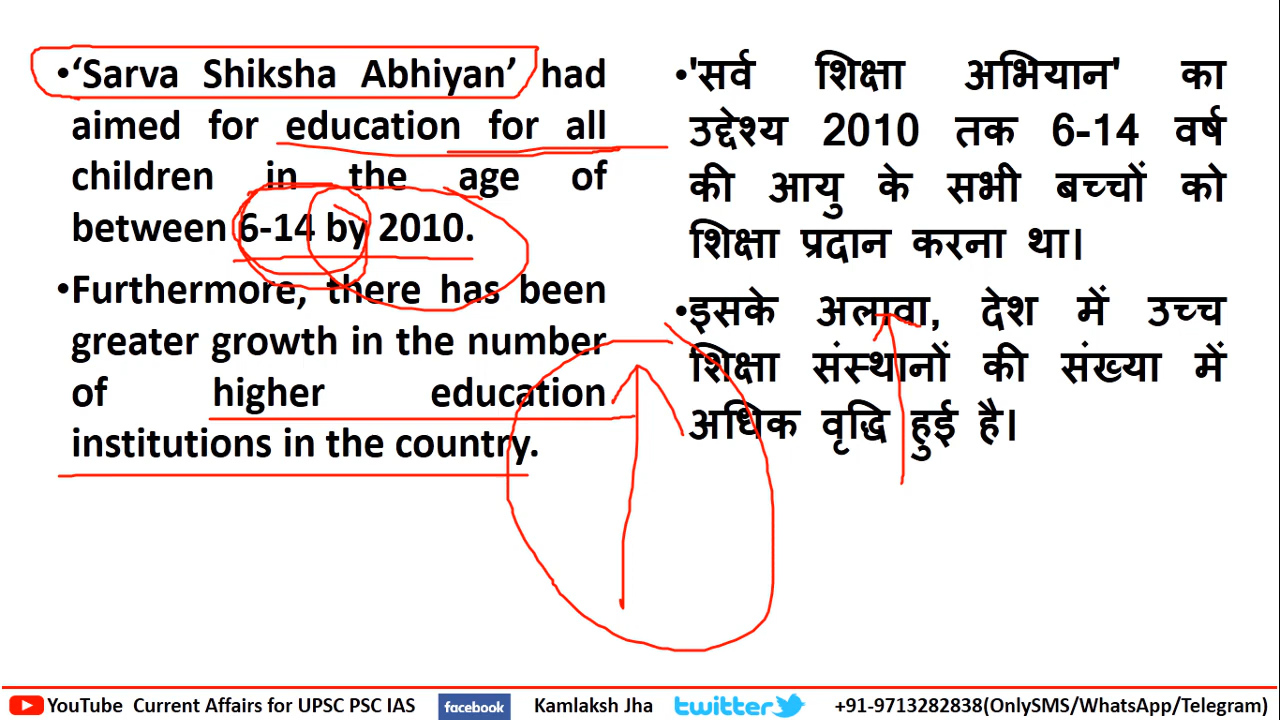 •‘Sarva Shiksha Abhiyan’ had
aimed for education for all
children in the age of
between 6-14 by 2010.
•Furthermore, there has been
greater growth in the number
of higher education
institutions in the country.
•'सर्व शिक्षा अभियान' का
उद्देश्य 2010 तक 6-14 वर्ष
की आयु के सभी बच्चों को
शिक्षा प्रदान करना था।
•इसके अलावा, देश में उच्च
शिक्षा संस्थानों की संख्या में
अधिक वृद्धि हुई है।
YouTube Current Affairs for UPSC PSC IAS facebook Kamlaksh Jha twitter +91-9713282838(OnlySMS/WhatsApp/Telegram)